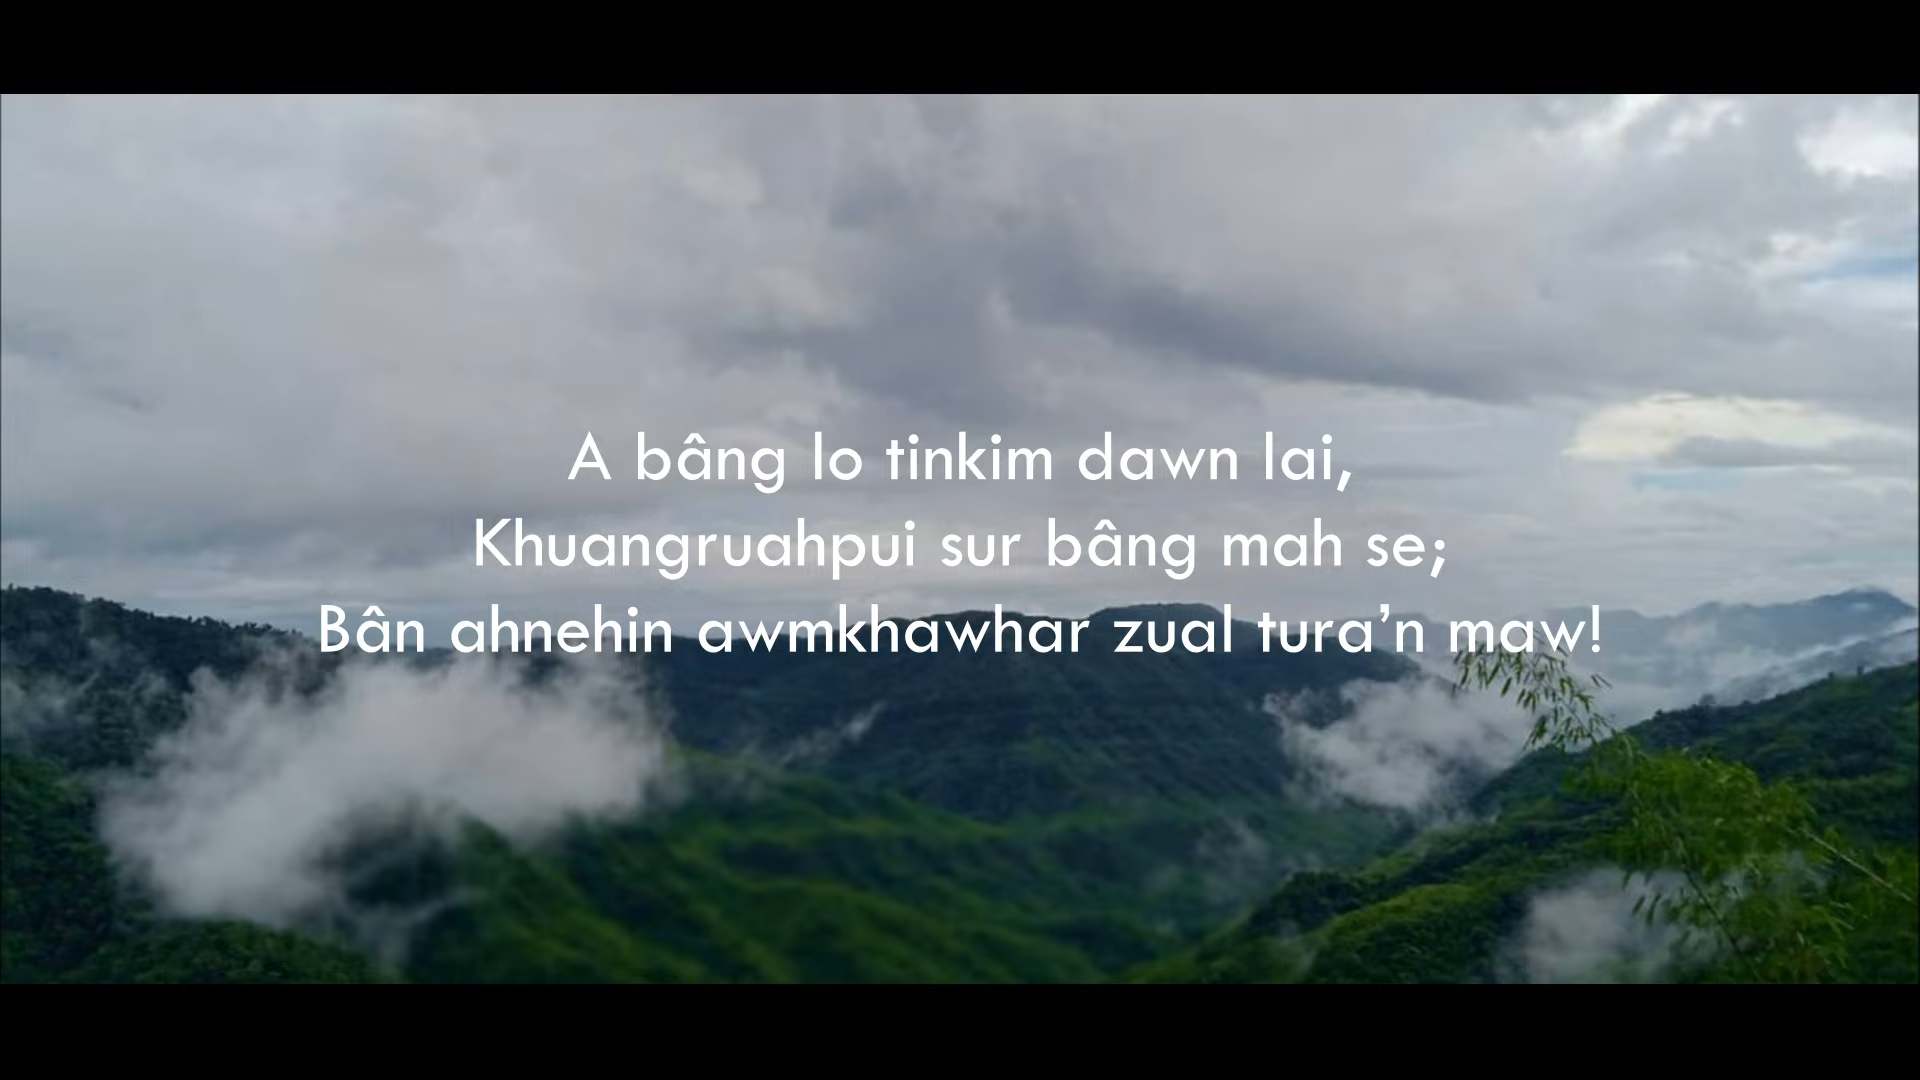 A bâng lo tinkim dawn lai,
Khuangruahpui sur bâng mah se;
Bân ahnehin awmkhawhar zual tura’n maw!